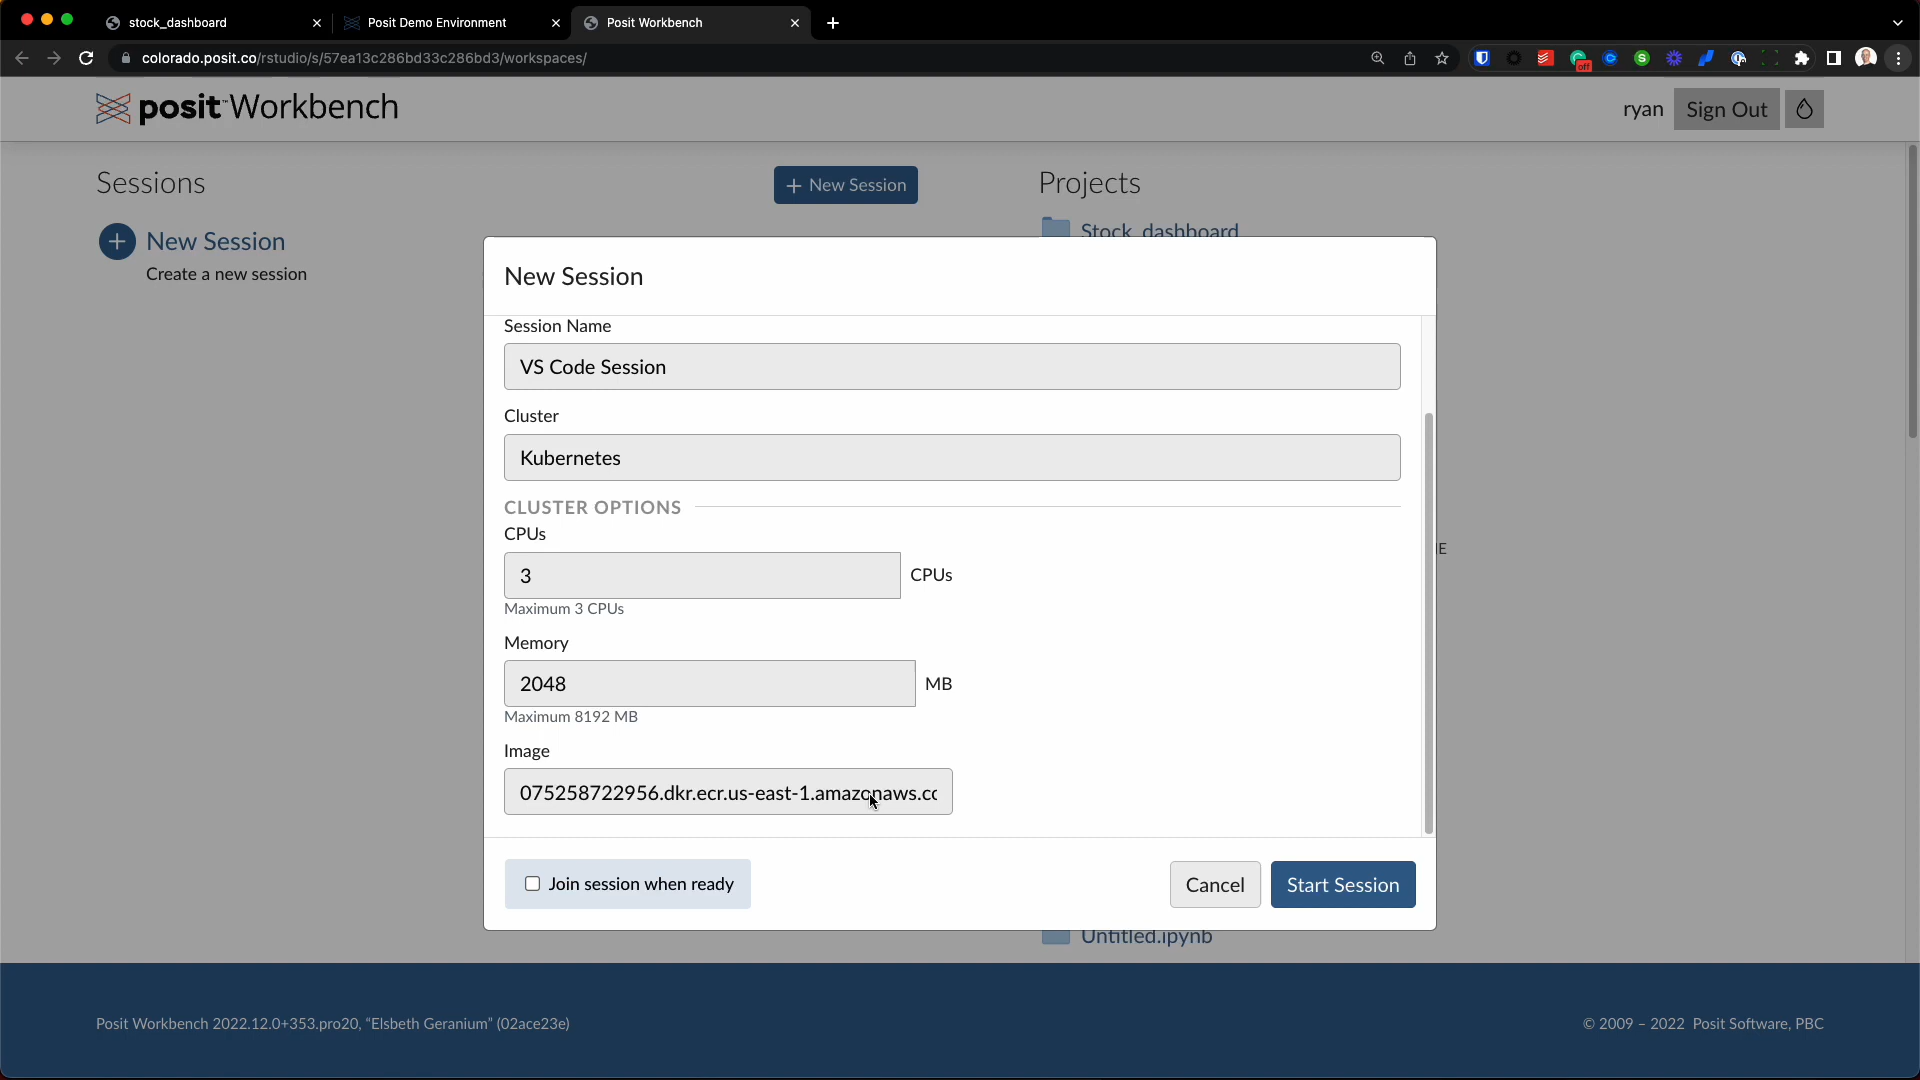 stock_dashboard
Posit Demo Environment
Posit Workbench
colorado.posit.co/rstudio/s/57ea13c286bd33c286bd3/workspaces/
off
posit Workbench
ryan
Sign Out
Sessions
+ New Session
Projects
New Session
Create a new session
Stock_dashboard
New Session
Session Name
VS Code Session
Cluster
Kubernetes
CLUSTER OPTIONS
CPUs
3
CPUs
Maximum 3 CPUs
Memory
2048
MB
Maximum 8192 MB
Image
075258722956.dkr.ecr.us-east-1.amazonaws.cc
Join session when ready
Cancel
Start Session
Untitled.ipynb
Posit Workbench 2022.12.0+353.pro20, “Elsbeth Geranium” (02ace23e)
© 2009 – 2022 Posit Software, PBC